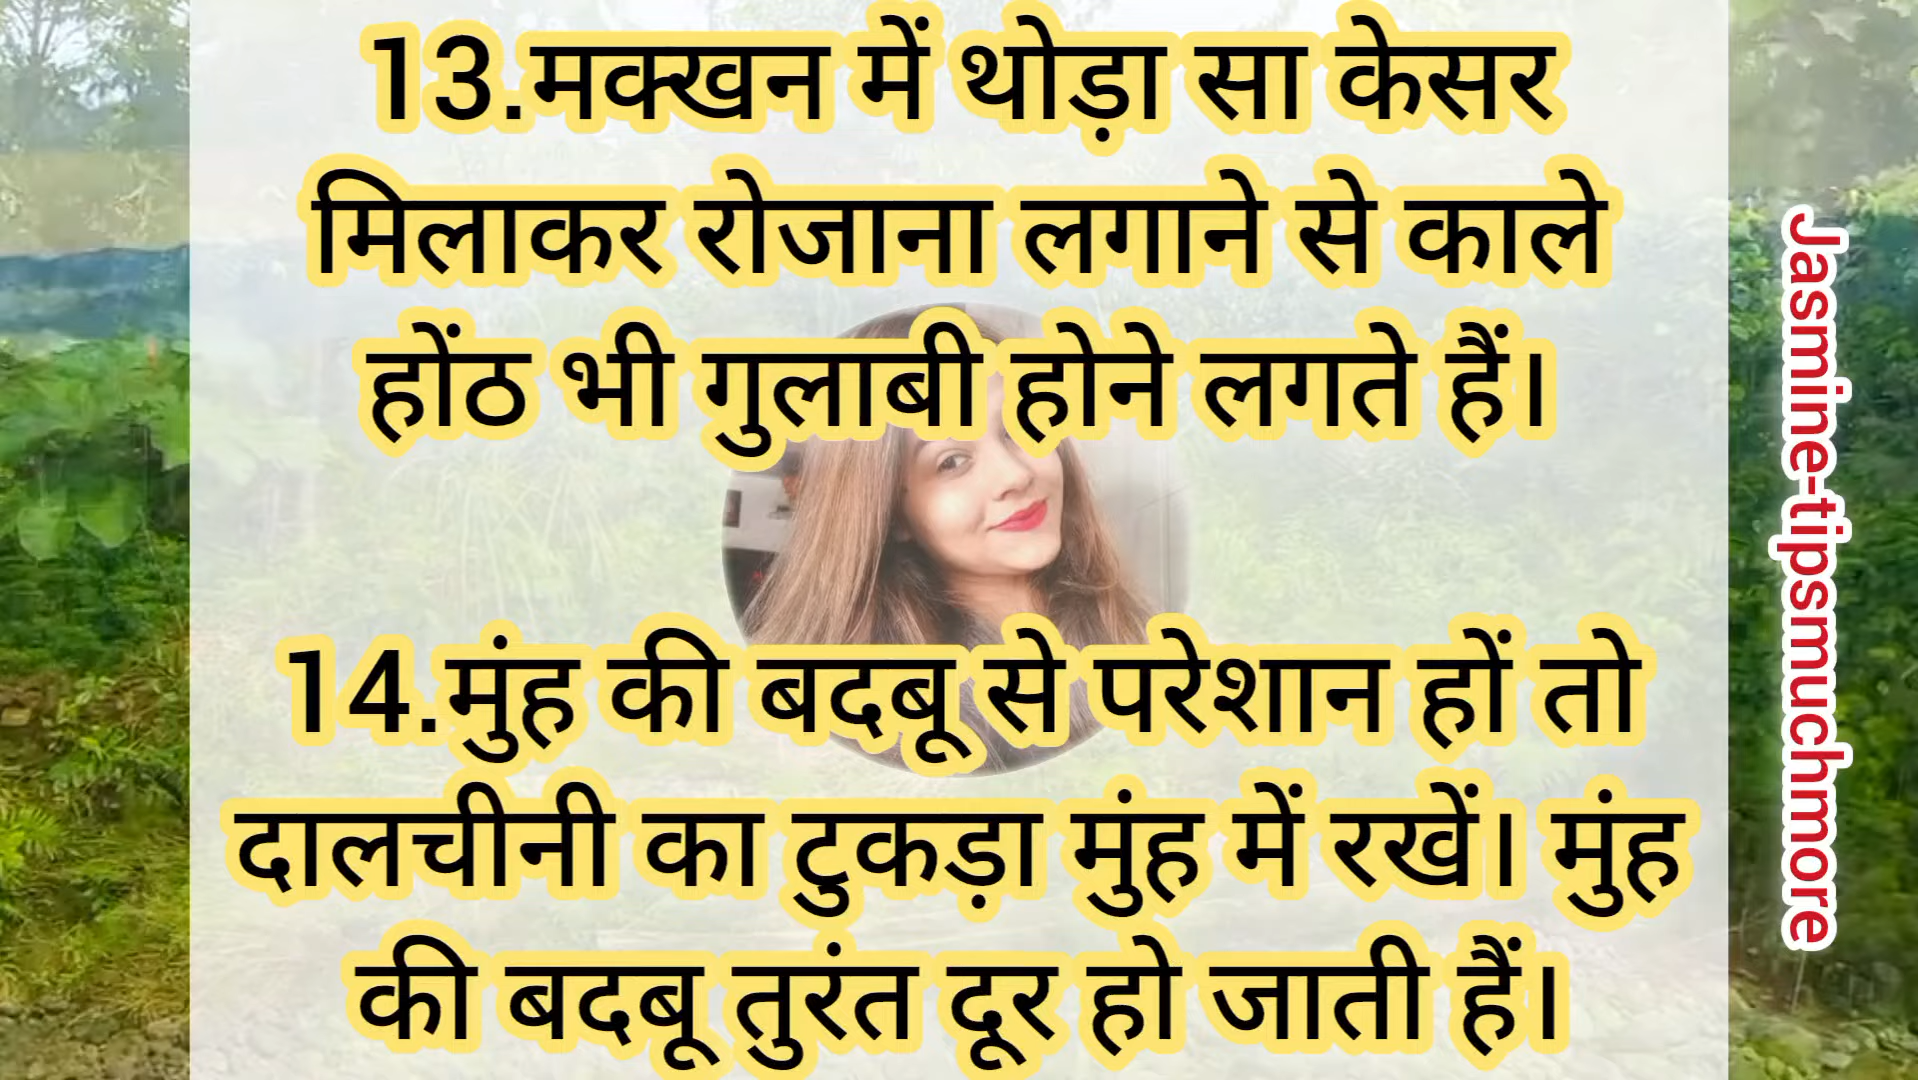 13.मक्खन में थोड़ा सा केसर
मिलाकर रोजाना लगाने से काले
होंठ भी गुलाबी होने लगते हैं।
14.मुंह की बदबू से परेशान हों तो
दालचीनी का टुकड़ा मुंह में रखें। मुंह
की बदबू तुरंत दूर हो जाती हैं।
Jasmine-tipsmuchmore